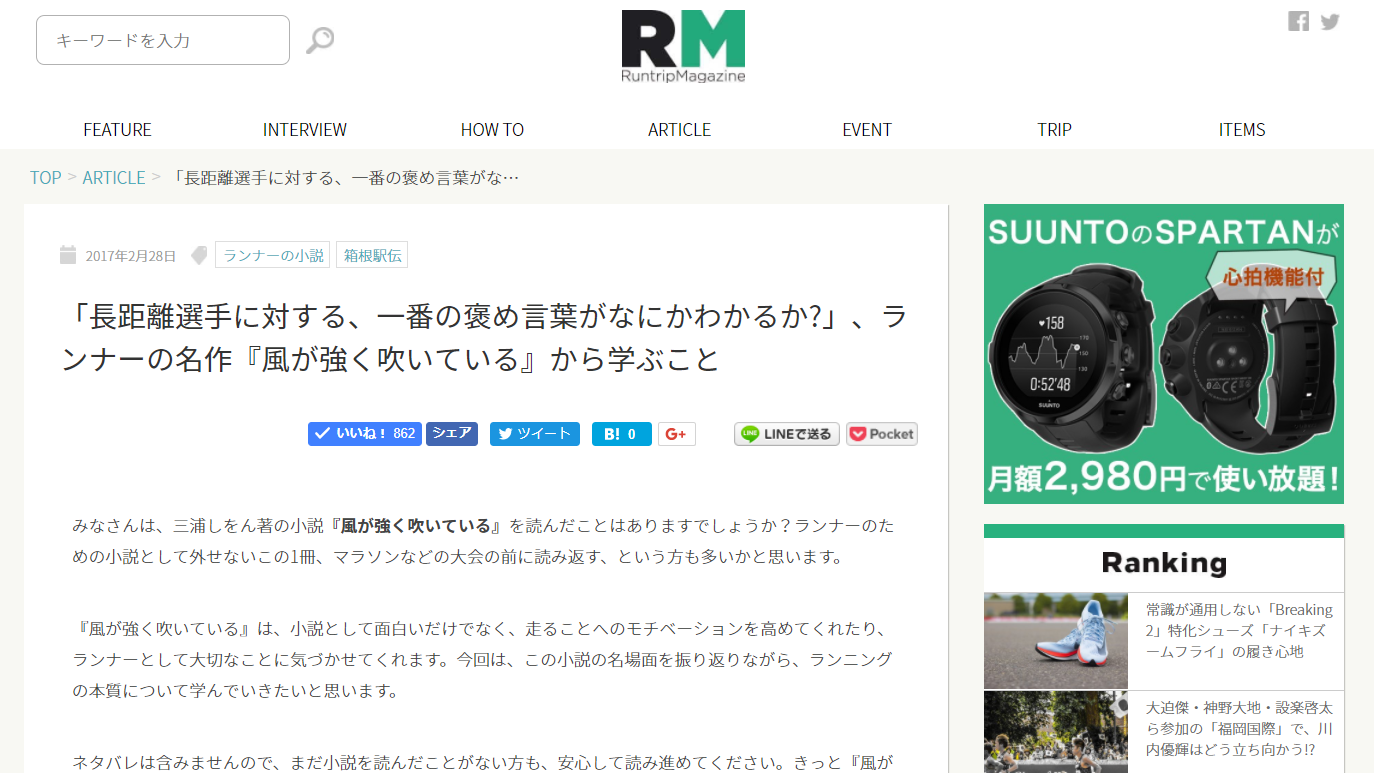 キーワードを入力
RM
RuntripMagazine
FEATURE
INTERVIEW
HOW TO
ARTICLE
EVENT
TRIP
ITEMS
TOP > ARTICLE > 「長距離選手に対する、一番の褒め言葉がな…
2017年2月28日
ランナーの小説
箱根駅伝
「長距離選手に対する、一番の褒め言葉がなにかわかるか?」、ラ
ンナーの名作『風が強く吹いている』から学ぶこと
いいね！ 862
シェア
ツイート
B! 0
G+
LINE
LINEで送る
Pocket
みなさんは、三浦しをん著の小説『風が強く吹いている』を読んだことはありますでしょうか？ランナーのた
めの小説として外せないこの1冊、マラソンなどの大会の前に読み返す、という方も多いかと思います。
『風が強く吹いている』は、小説として面白いだけでなく、走ることへのモチベーションを高めてくれたり、
ランナーとして大切なことに気づかせてくれます。今回は、この小説の名場面を振り返りながら、ランニング
の本質について学んでいきたいと思います。
ネタバレは含みませんので、まだ小説を読んだことがない方も、安心して読み進めてください。きっと『風が
SUUNTOのSPARTANが
心拍機能付
158
170
150
130
0:52'48
SUUNTO
月額2,980円で使い放題！
Ranking
常識が通用しない「Breaking
2」特化シューズ「ナイキズ
ームフライ」の履き心地
大迫傑・神野大地・設楽啓太
ら参加の「福岡国際」で、川
内優輝はどう立ち向かう!?